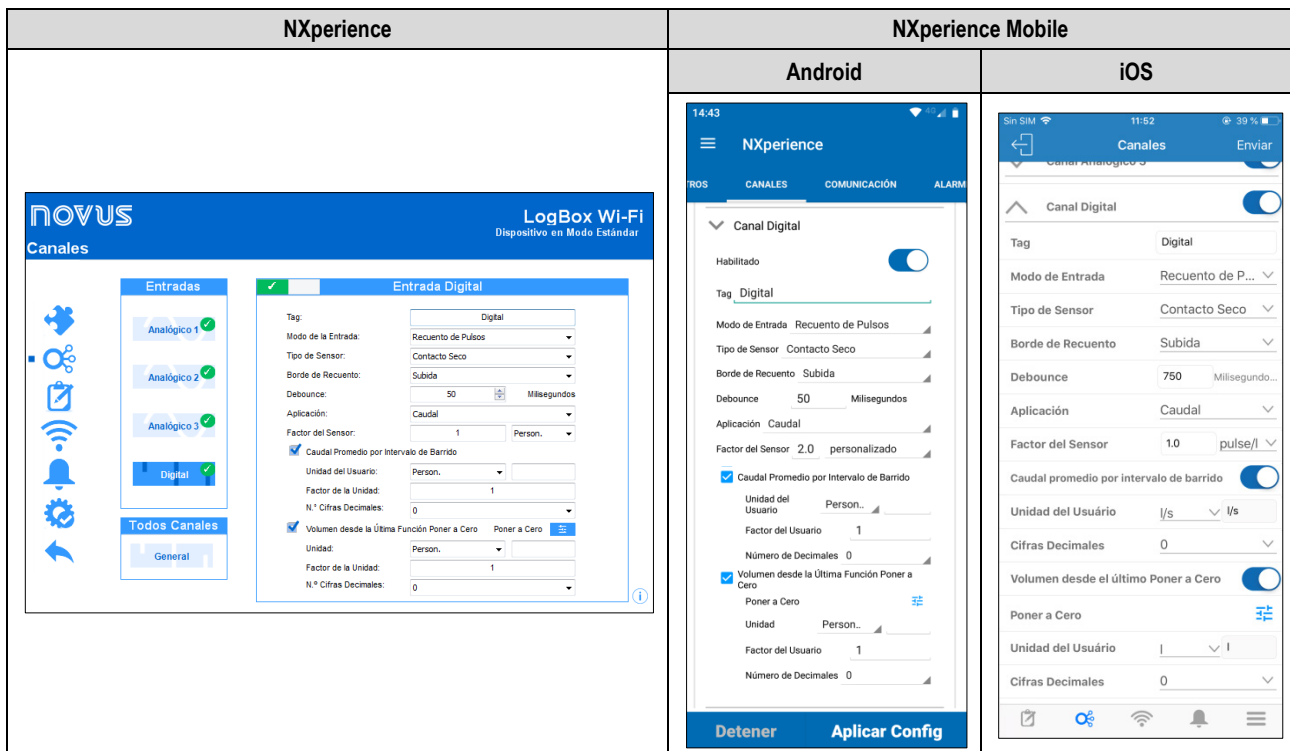 NXperience
NXperience Mobile
Android
iOS
novus
LogBox Wi-Fi
Dispositivo en Modo Estándar
Canales
Entradas
Analógico 1
Analógico 2
Analógico 3
Digital
Todos Canales
General
Entrada Digital
Tag: Digital
Modo de la Entrada: Recuento de Pulsos
Tipo de Sensor: Contacto Seco
Borde de Recuento: Subida
Debounce: 50 Milisegundos
Aplicación: Caudal
Factor del Sensor: 1 Person.
Caudal Promedio por Intervalo de Barrido
Unidad del Usuario: Person.
Factor de la Unidad: 1
N.° Cifras Decimales: 0
Volumen desde la Última Función Poner a Cero Poner a Cero
Unidad: Person.
Factor de la Unidad: 1
N.º Cifras Decimales: 0
14:43 4G
NXperience
TROS CANALES COMUNICACIÓN ALARM
Canal Digital
Habilitado
Tag Digital
Modo de Entrada Recuento de Pulsos
Tipo de Sensor Contacto Seco
Borde de Recuento Subida
Debounce 50 Milisegundos
Aplicación Caudal
Factor del Sensor 2.0 personalizado
Caudal Promedio por Intervalo de Barrido
Unidad del
Usuario Person..
Factor del Usuario 1
Número de Decimales 0
Volumen desde la Última Función Poner a
Cero
Poner a Cero
Unidad Person..
Factor del Usuario 1
Número de Decimales 0
Detener Aplicar Config
Sin SIM 11:52 39 %
Canales Enviar
Canal Analógico 3
Canal Digital
Tag Digital
Modo de Entrada Recuento de P...
Tipo de Sensor Contacto Seco
Borde de Recuento Subida
Debounce 750 Milisegundo...
Aplicación Caudal
Factor del Sensor 1.0 pulse/l
Caudal promedio por intervalo de barrido
Unidad del Usuário l/s l/s
Cifras Decimales 0
Volumen desde el último Poner a Cero
Poner a Cero
Unidad del Usuário l l
Cifras Decimales 0